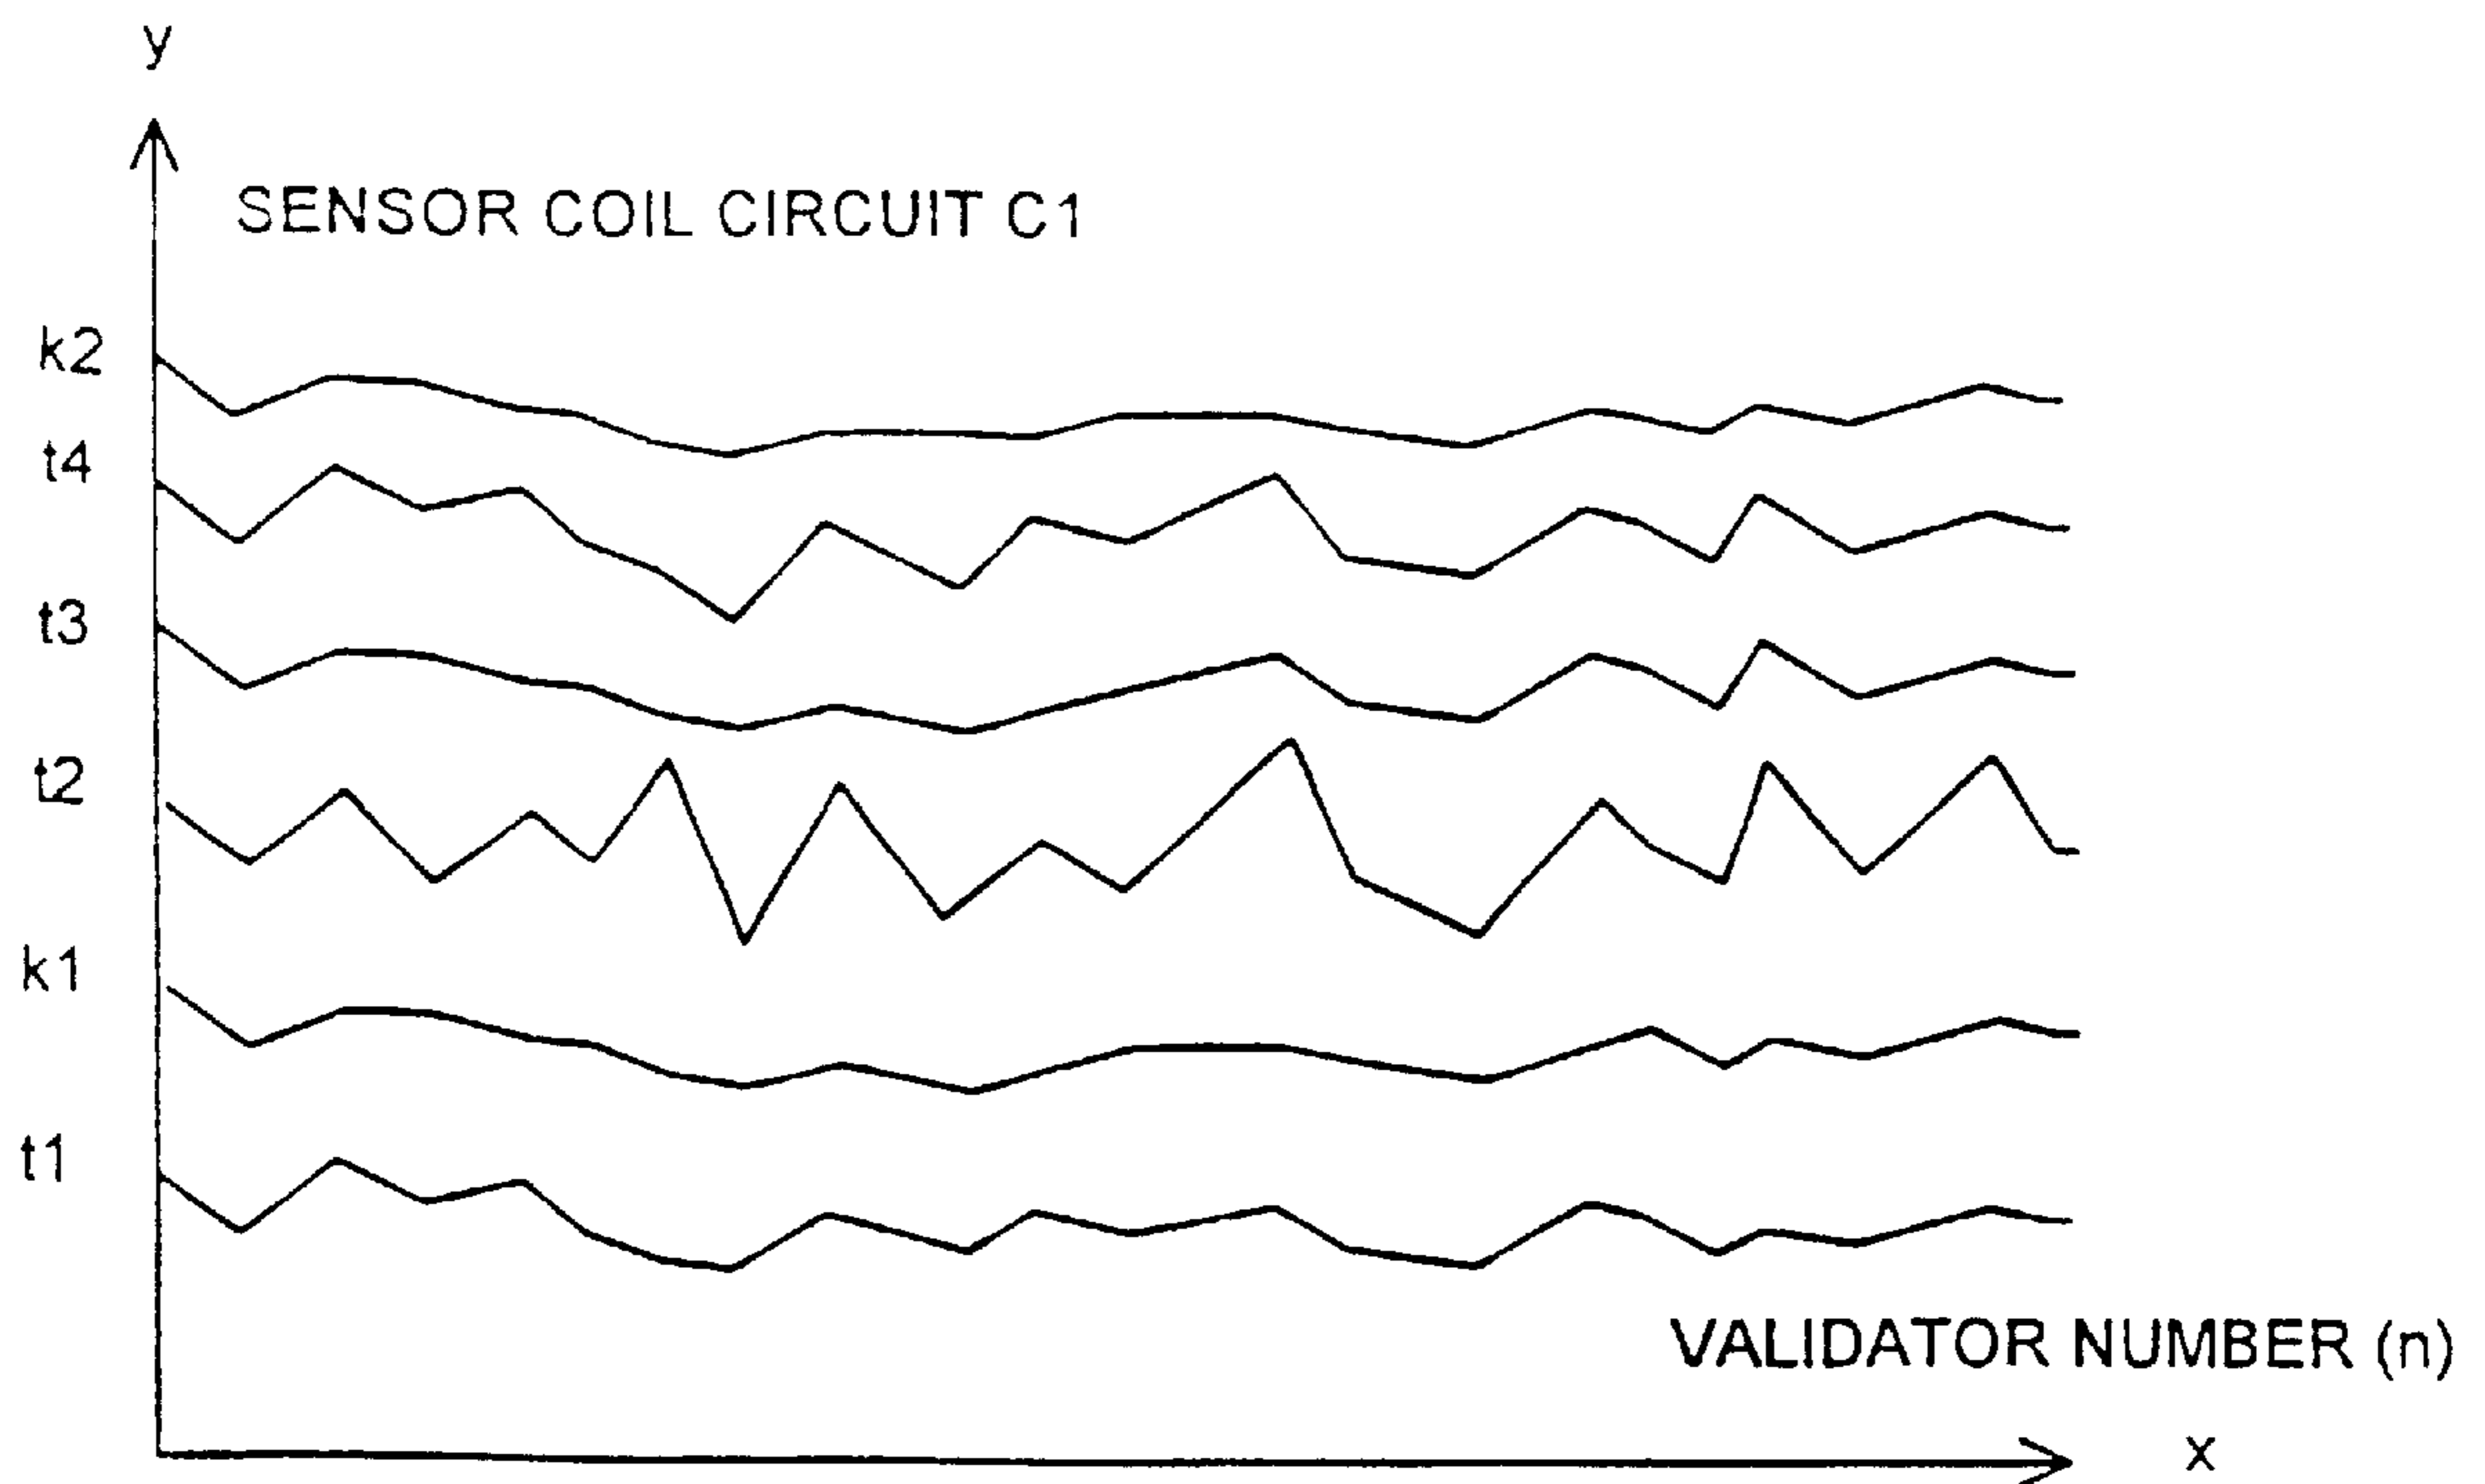 y
SENSOR COIL CIRCUIT C1
k2
t4
t3
t2
k1
t1
VALIDATOR NUMBER (n)
x